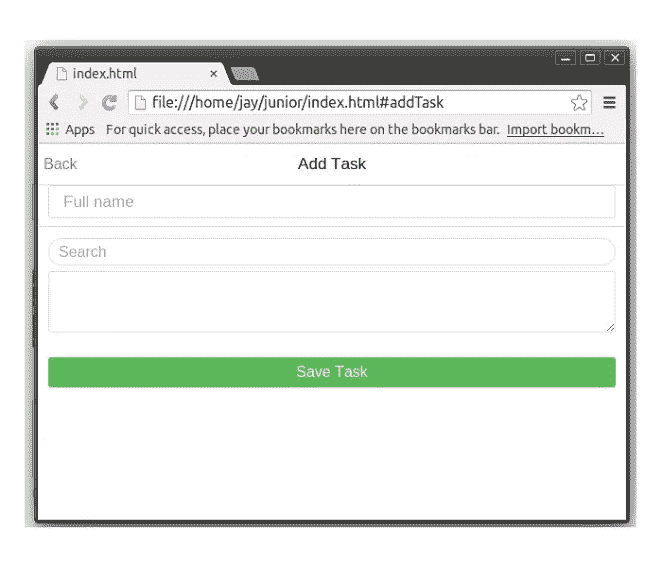 index.html
file:///home/jay/junior/index.html#addTask
Apps For quick access, place your bookmarks here on the bookmarks bar. Import bookm…
Back Add Task
Full name
Search
Save Task